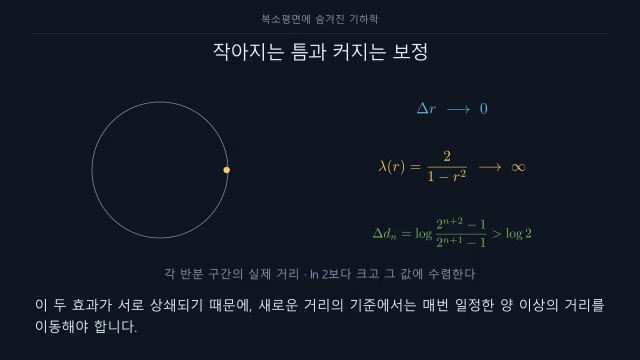 복소평면에 숨겨진 기하학
작아지는 틈과 커지는 보정
Δr ⟶ 0
λ(r) = 2 / (1 − r²) ⟶ ∞
Δdₙ = log (2ⁿ⁺² − 1) / (2ⁿ⁺¹ − 1) > log 2
각 반분 구간의 실제 거리 · ln 2보다 크고 그 값에 수렴한다
이 두 효과가 서로 상쇄되기 때문에, 새로운 거리의 기준에서는 매번 일정한 양 이상의 거리를
이동해야 합니다.